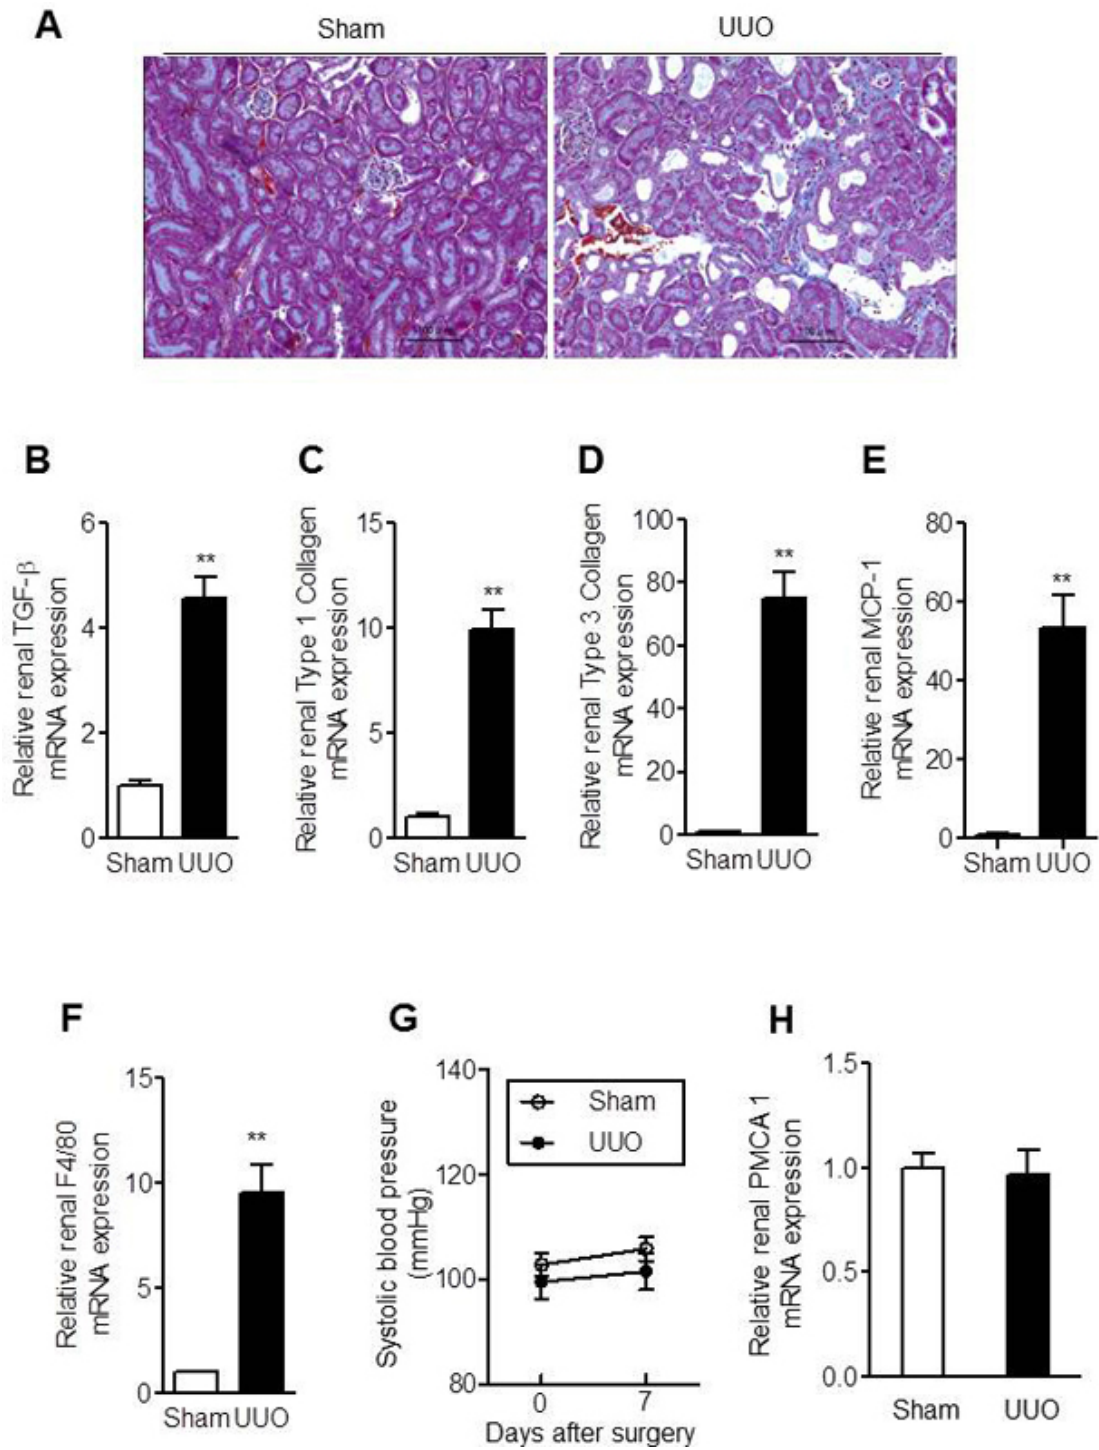 A
Sham
UUO
100 µm
100 µm
B
Relative renal TGF-β
mRNA expression
6
4
2
0
**
Sham UUO
C
Relative renal Type 1 Collagen
mRNA expression
15
10
5
0
**
Sham UUO
D
Relative renal Type 3 Collagen
mRNA expression
100
80
60
40
20
0
**
Sham UUO
E
Relative renal MCP-1
mRNA expression
80
60
40
20
0
**
Sham UUO
F
Relative renal F4/80
mRNA expression
15
10
5
0
**
Sham UUO
G
Systolic blood pressure
(mmHg)
140
120
100
80
Sham
UUO
0 7
Days after surgery
H
Relative renal PMCA 1
mRNA expression
1.5
1.0
0.5
0.0
Sham UUO